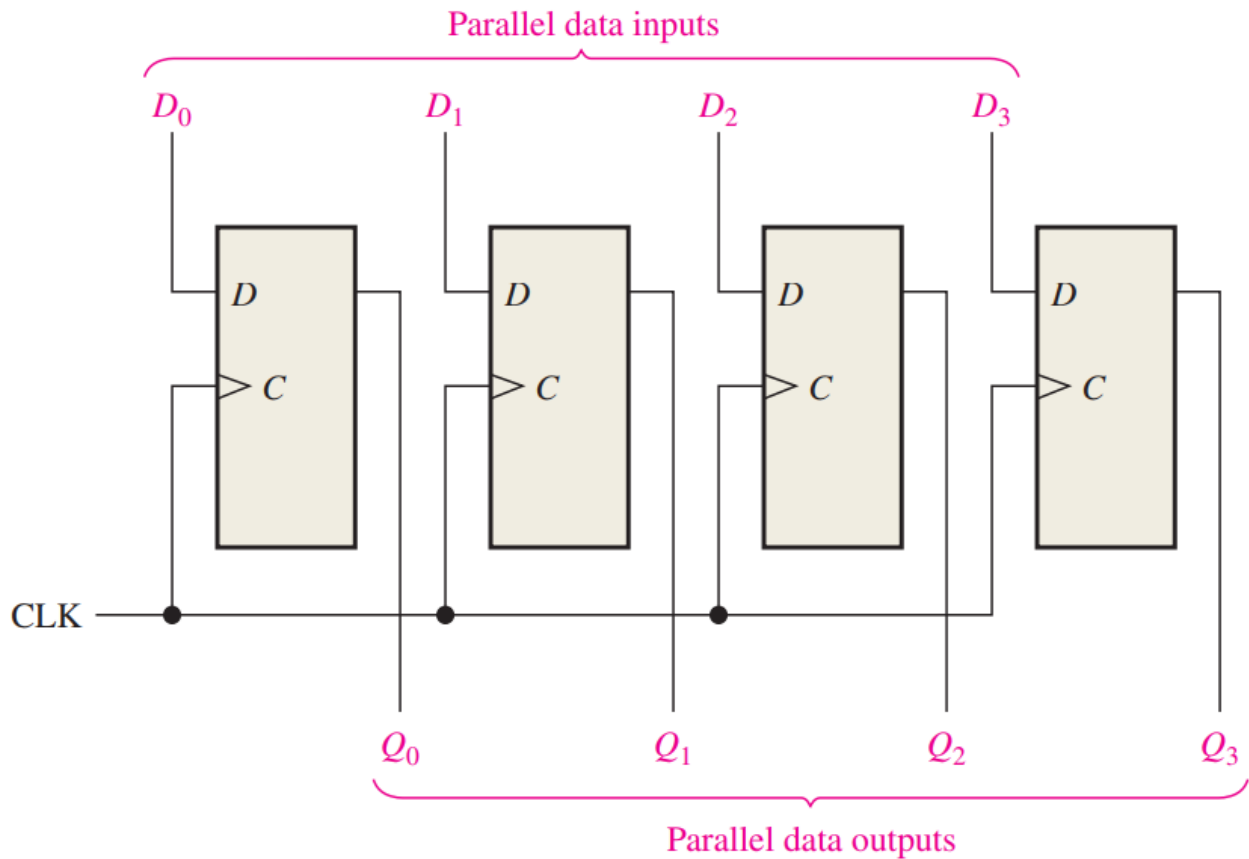 Parallel data inputs
D₀ D₁ D₂ D₃
D D D D
C C C C
CLK
Q₀ Q₁ Q₂ Q₃
Parallel data outputs